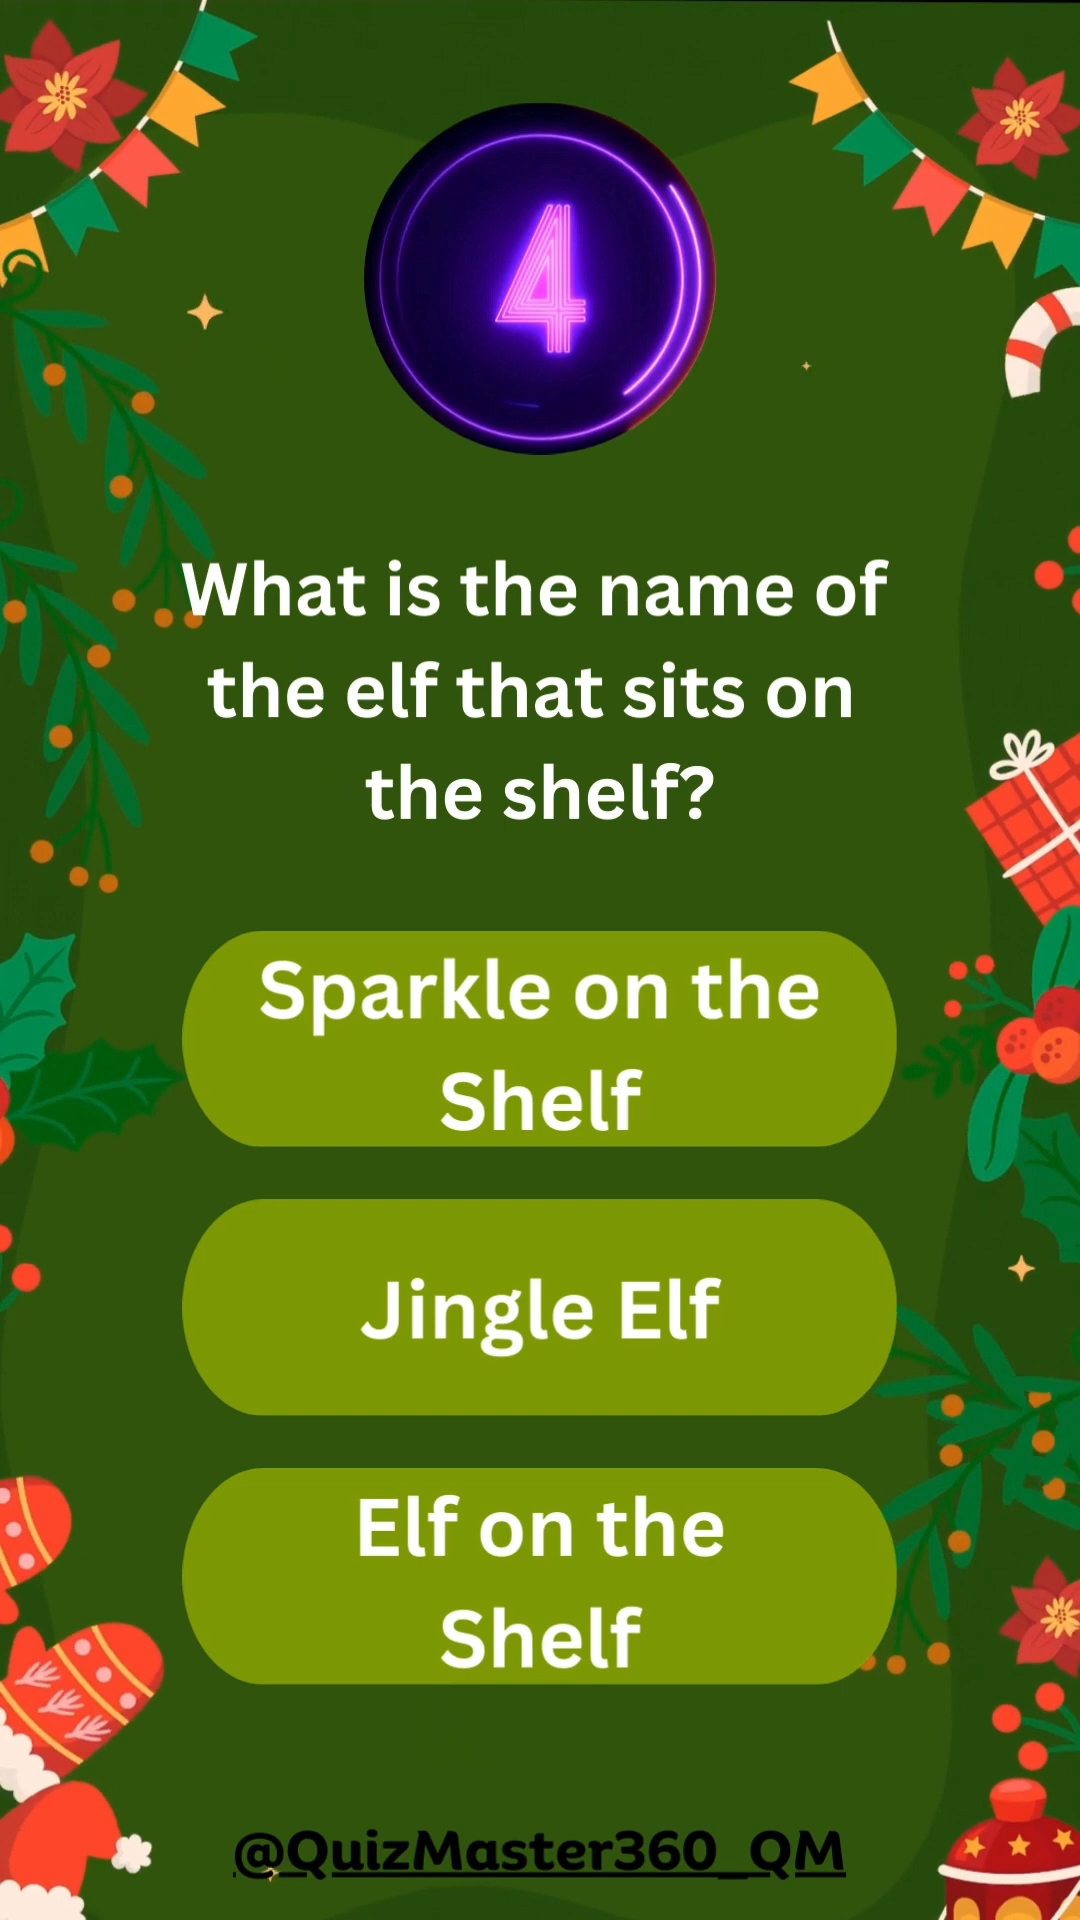 4
What is the name of
the elf that sits on
the shelf?
Sparkle on the
Shelf
Jingle Elf
Elf on the
Shelf
@QuizMaster360_QM